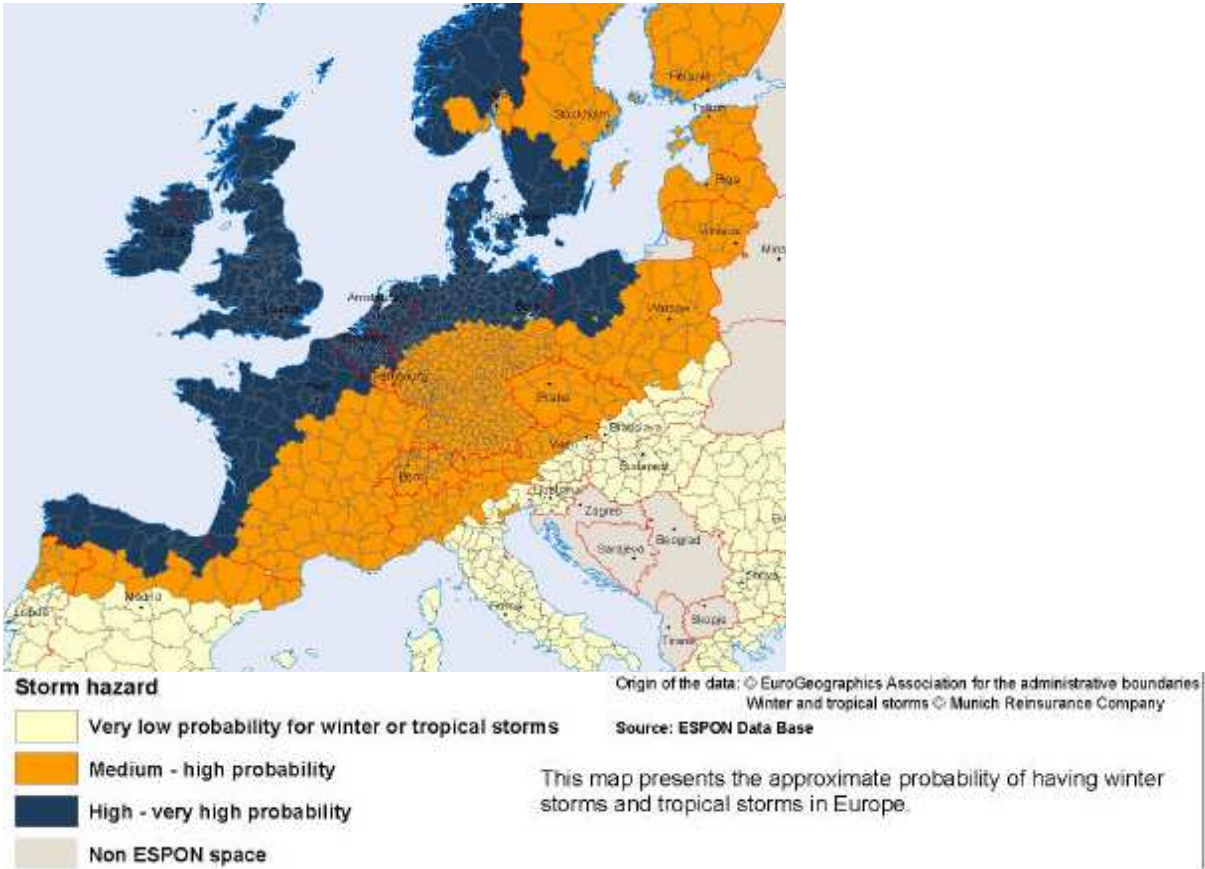 Helsinki
Stockholm
Tallinn
Riga
Vilnius
Minsk
Amsterdam
London
Berlin
Warsaw
Paris
Praha
Bratislava
Wien
Budapest
Bern
Ljubljana
Zagreb
Beograd
Sarajevo
Madrid
Roma
Skopje
Tirane
Storm hazard
Very low probability for winter or tropical storms
Medium - high probability
High - very high probability
Non ESPON space
Origin of the data: © EuroGeographics Association for the administrative boundaries
Winter and tropical storms © Munich Reinsurance Company
Source: ESPON Data Base
This map presents the approximate probability of having winter
storms and tropical storms in Europe.